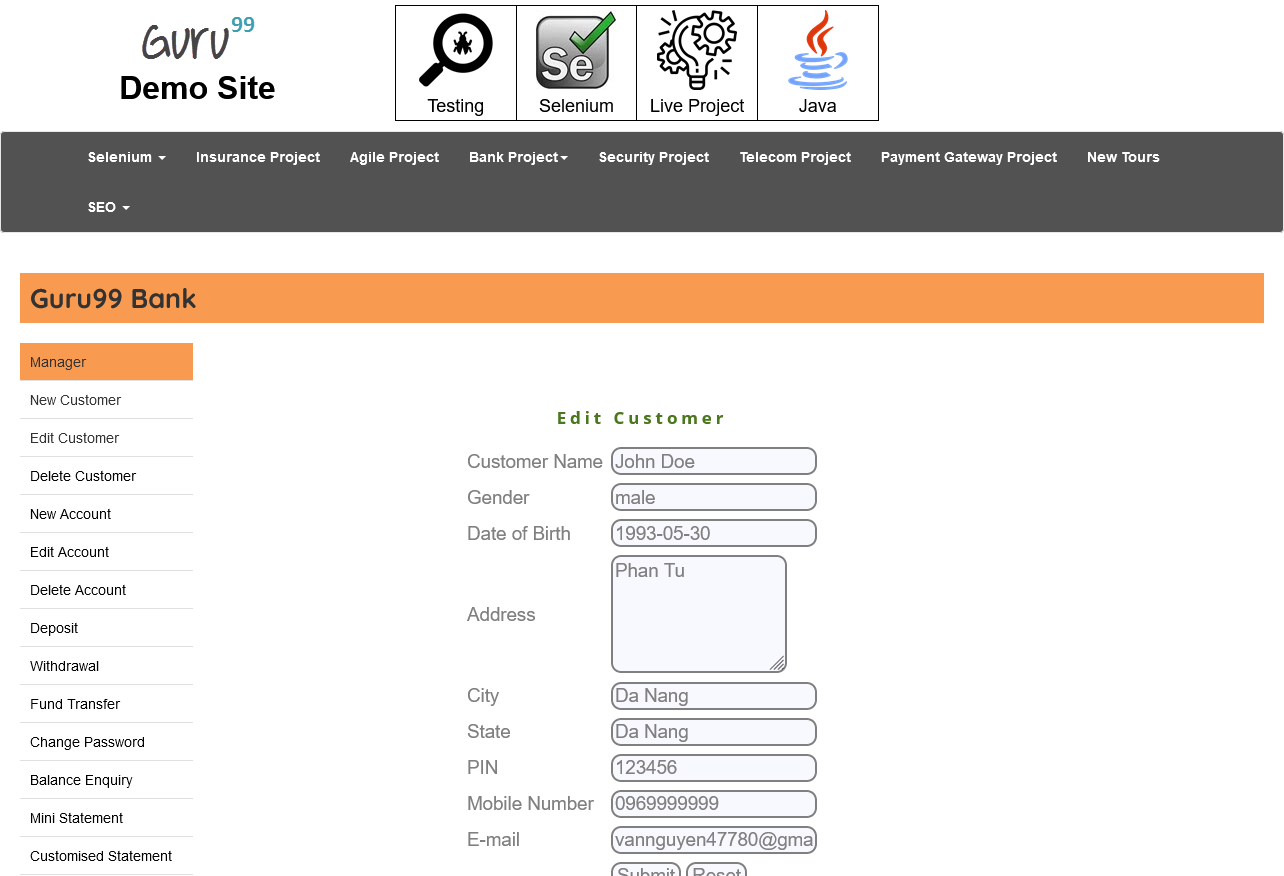 Guru99
Demo Site
Testing
Se
Selenium
Live Project
Java
Selenium Insurance Project Agile Project Bank Project Security Project Telecom Project Payment Gateway Project New Tours
SEO
Guru99 Bank
Manager
New Customer
Edit Customer
Delete Customer
New Account
Edit Account
Delete Account
Deposit
Withdrawal
Fund Transfer
Change Password
Balance Enquiry
Mini Statement
Customised Statement
Edit Customer
Customer Name John Doe
Gender male
Date of Birth 1993-05-30
Address Phan Tu
City Da Nang
State Da Nang
PIN 123456
Mobile Number 0969999999
E-mail vannguyen47780@gma
Submit Reset